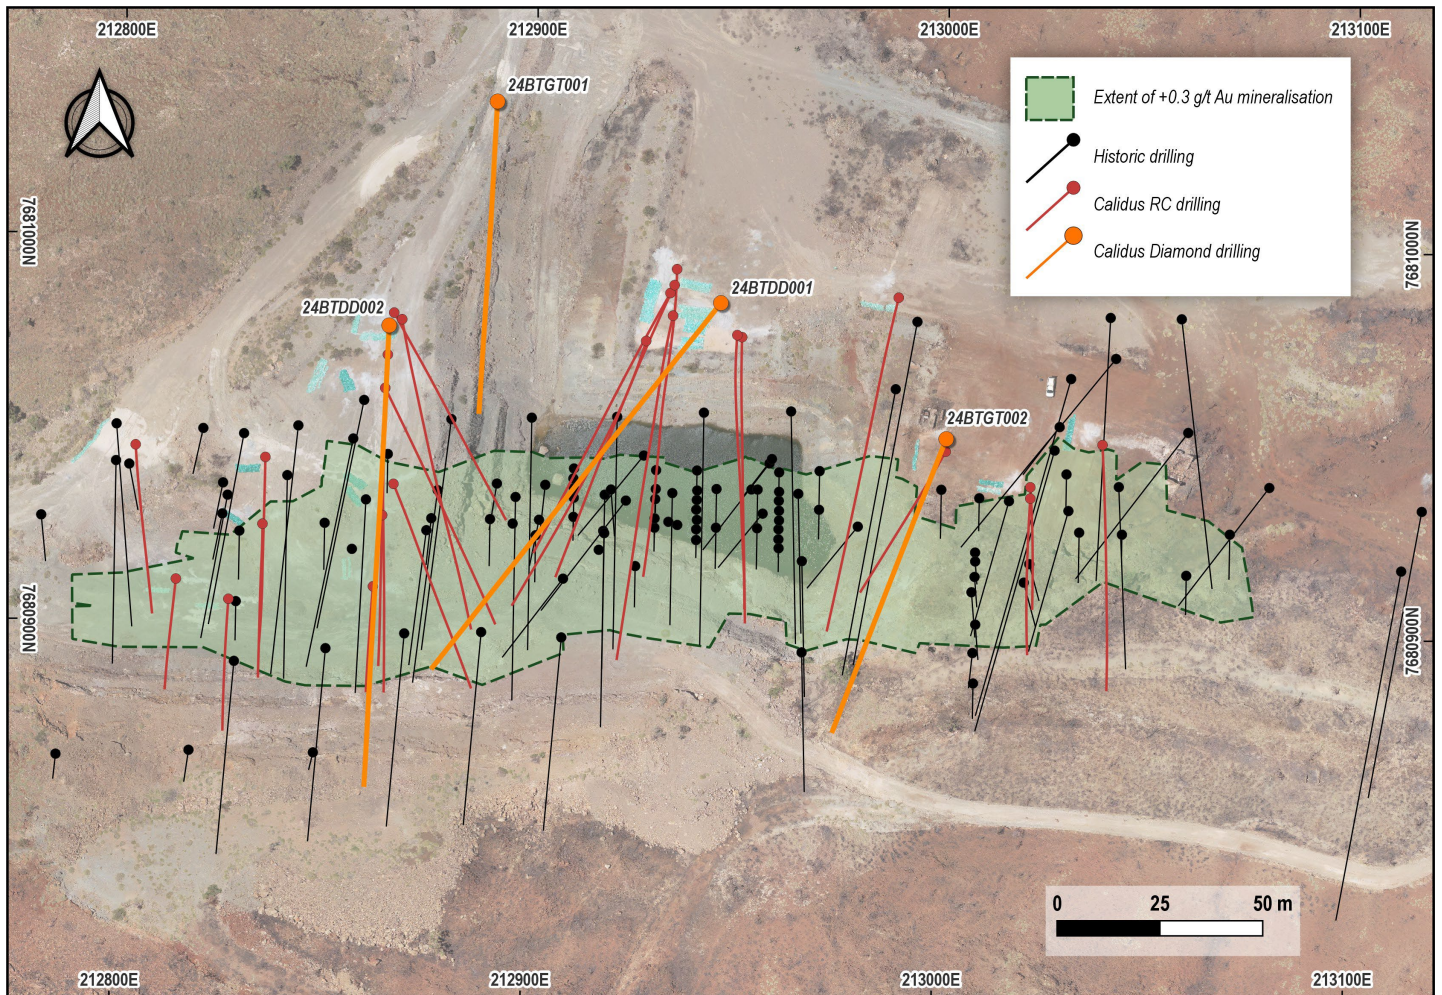 212800E
212900E
213000E
213100E
24BTGT001
Extent of +0.3 g/t Au mineralisation
Historic drilling
Calidus RC drilling
Calidus Diamond drilling
7681000N
7681000N
24BTDD001
24BTDD002
24BTGT002
7680900N
7680900N
0 25 50 m
212800E
212900E
213000E
213100E